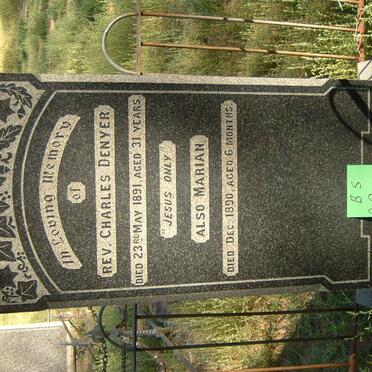 In Loving Memory
of
REV. CHARLES DENYER
DIED 23RD MAY 1891, AGED 31 YEARS.
"JESUS ONLY"
ALSO MARIAN
DIED DEC. 1890, AGED 6 MONTHS.
BS